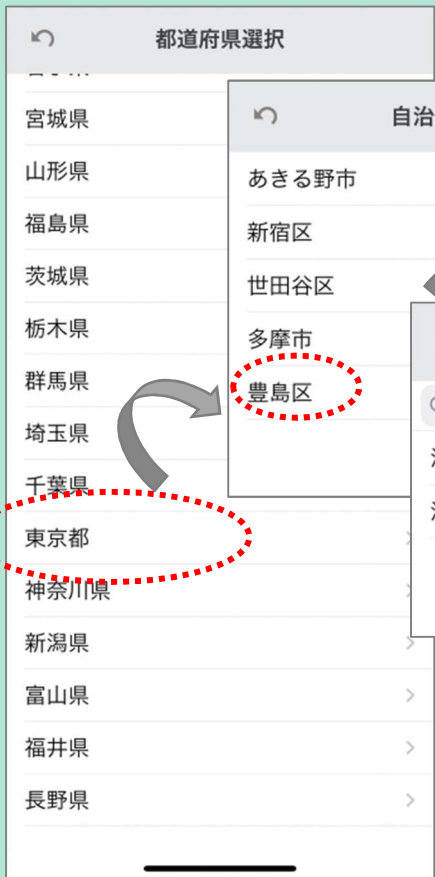 都道府県選択
宮城県
山形県
福島県
茨城県
栃木県
群馬県
埼玉県
千葉県
東京都
神奈川県
新潟県
富山県
福井県
長野県
自治
あきる野市
新宿区
世田谷区
多摩市
豊島区